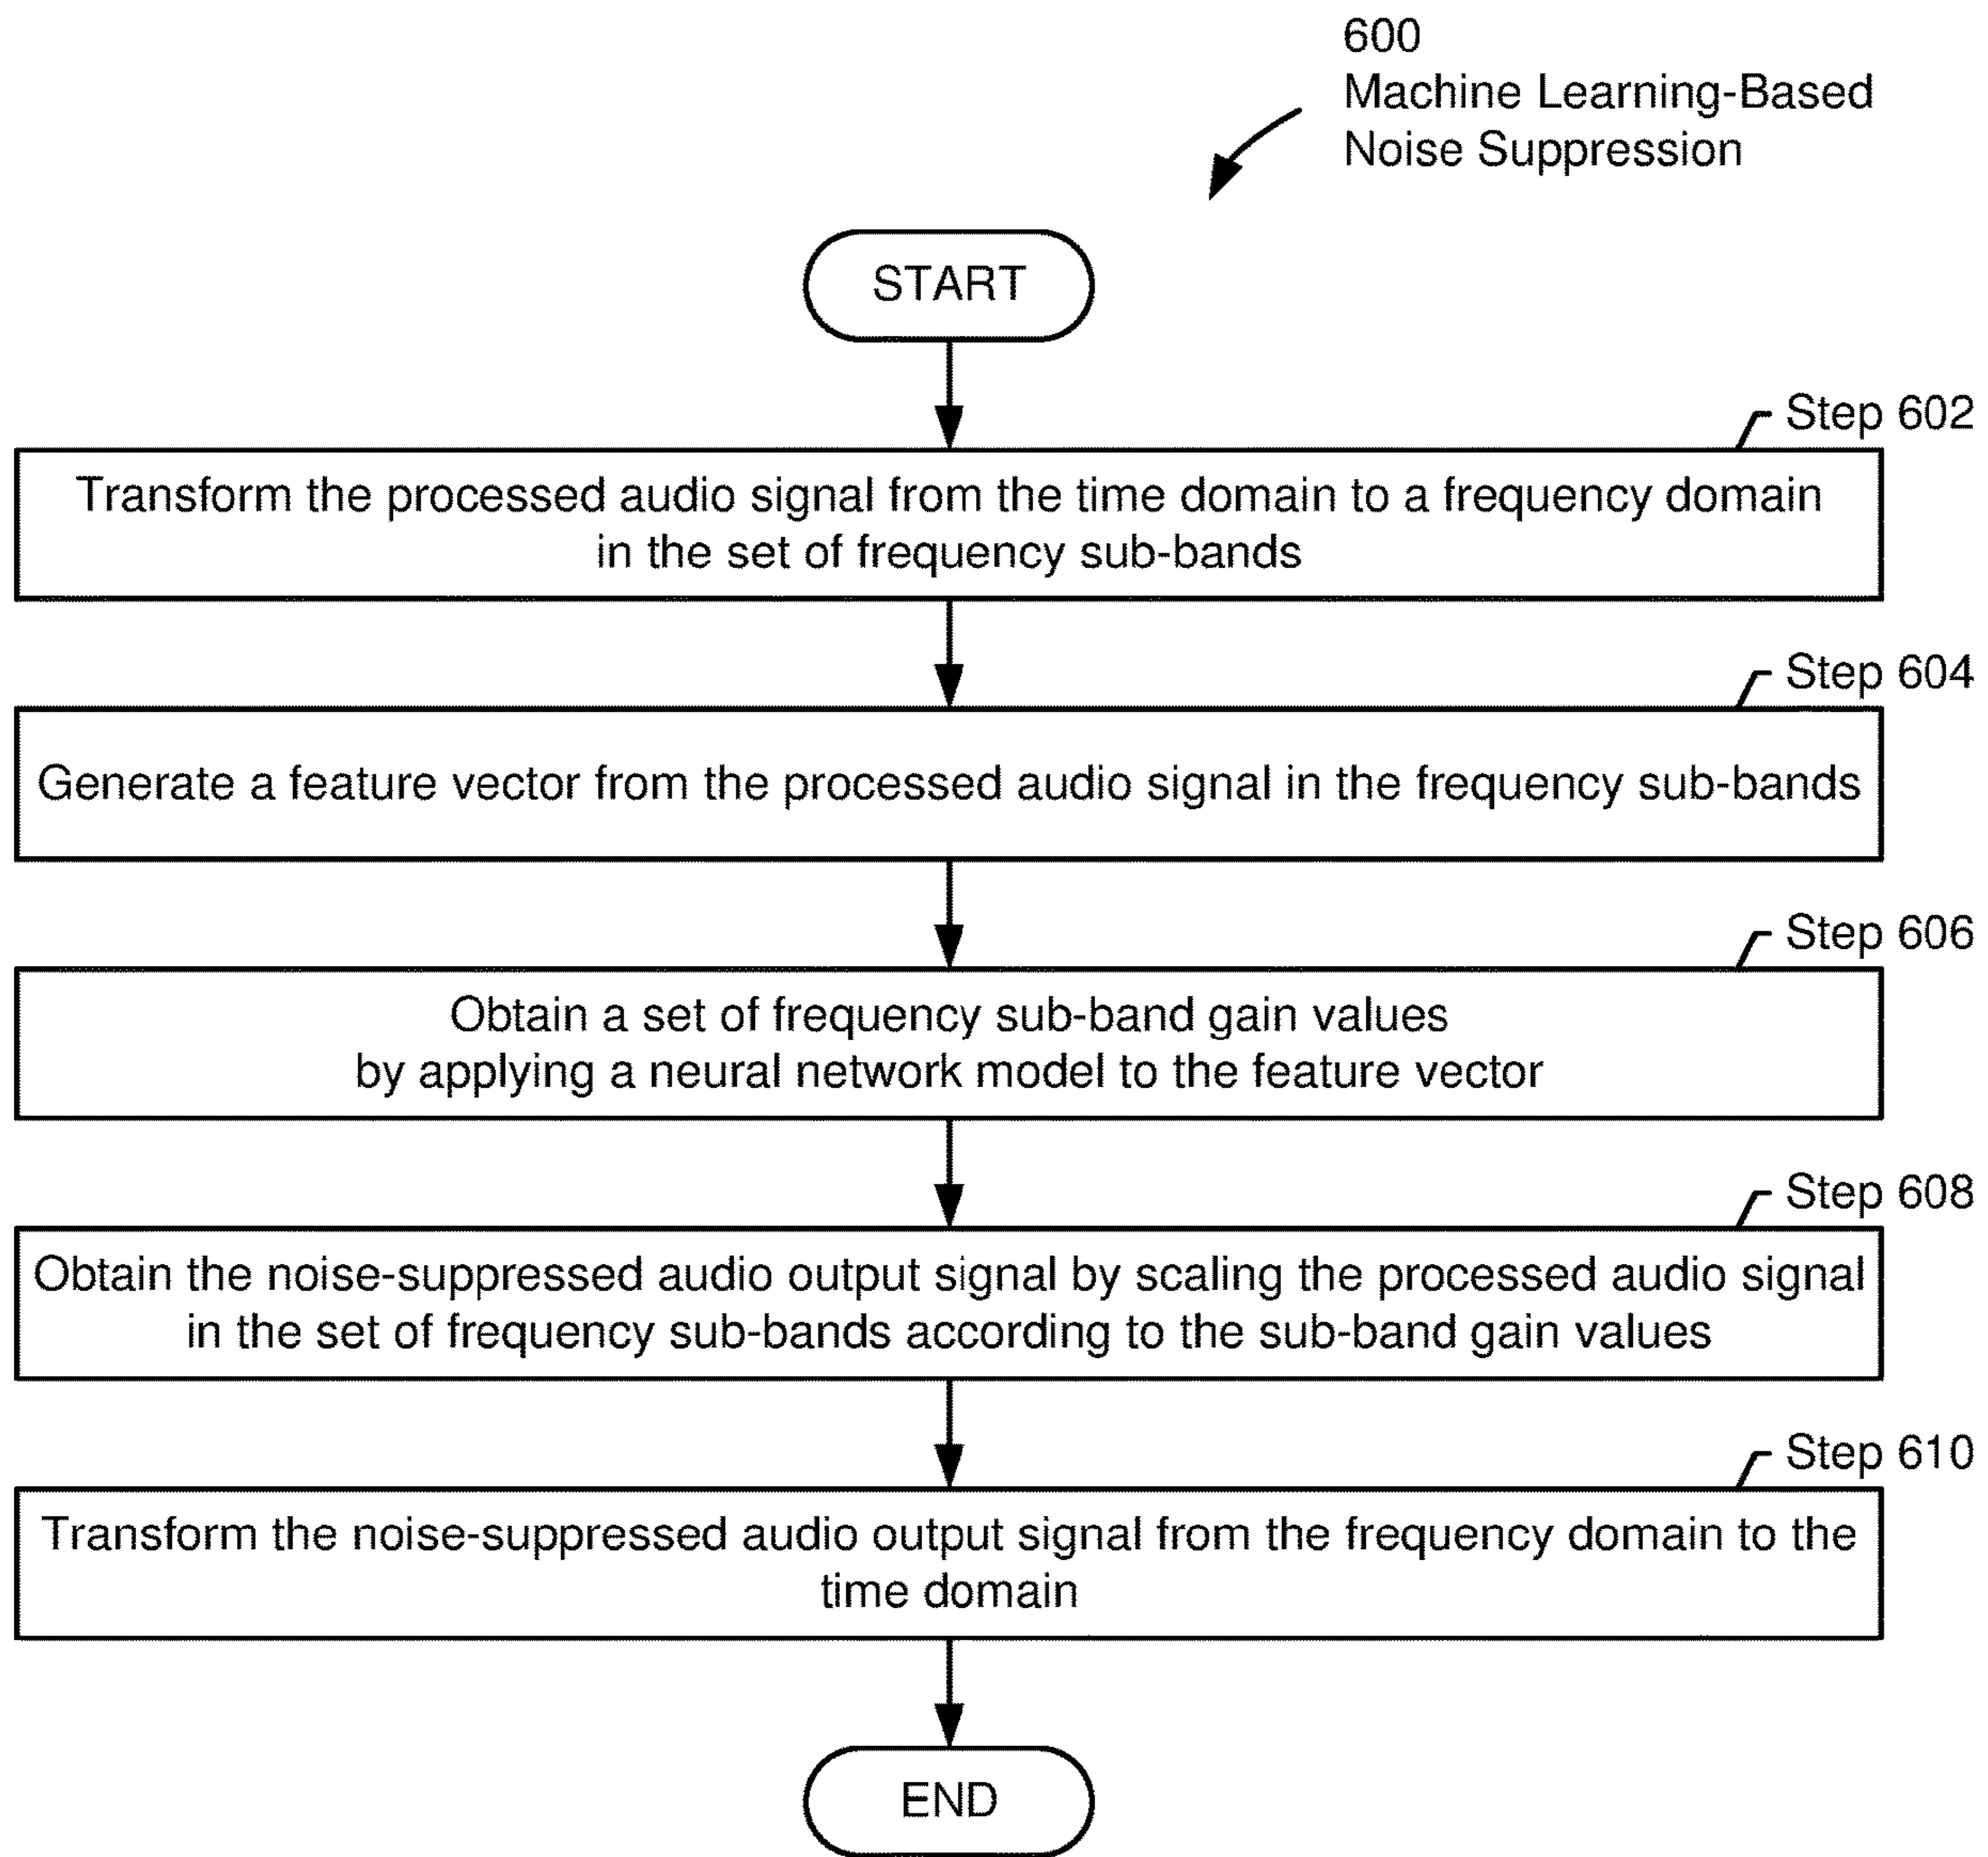 600
Machine Learning-Based
Noise Suppression
START
Step 602
Transform the processed audio signal from the time domain to a frequency domain
in the set of frequency sub-bands
Step 604
Generate a feature vector from the processed audio signal in the frequency sub-bands
Step 606
Obtain a set of frequency sub-band gain values
by applying a neural network model to the feature vector
Step 608
Obtain the noise-suppressed audio output signal by scaling the processed audio signal
in the set of frequency sub-bands according to the sub-band gain values
Step 610
Transform the noise-suppressed audio output signal from the frequency domain to the
time domain
END